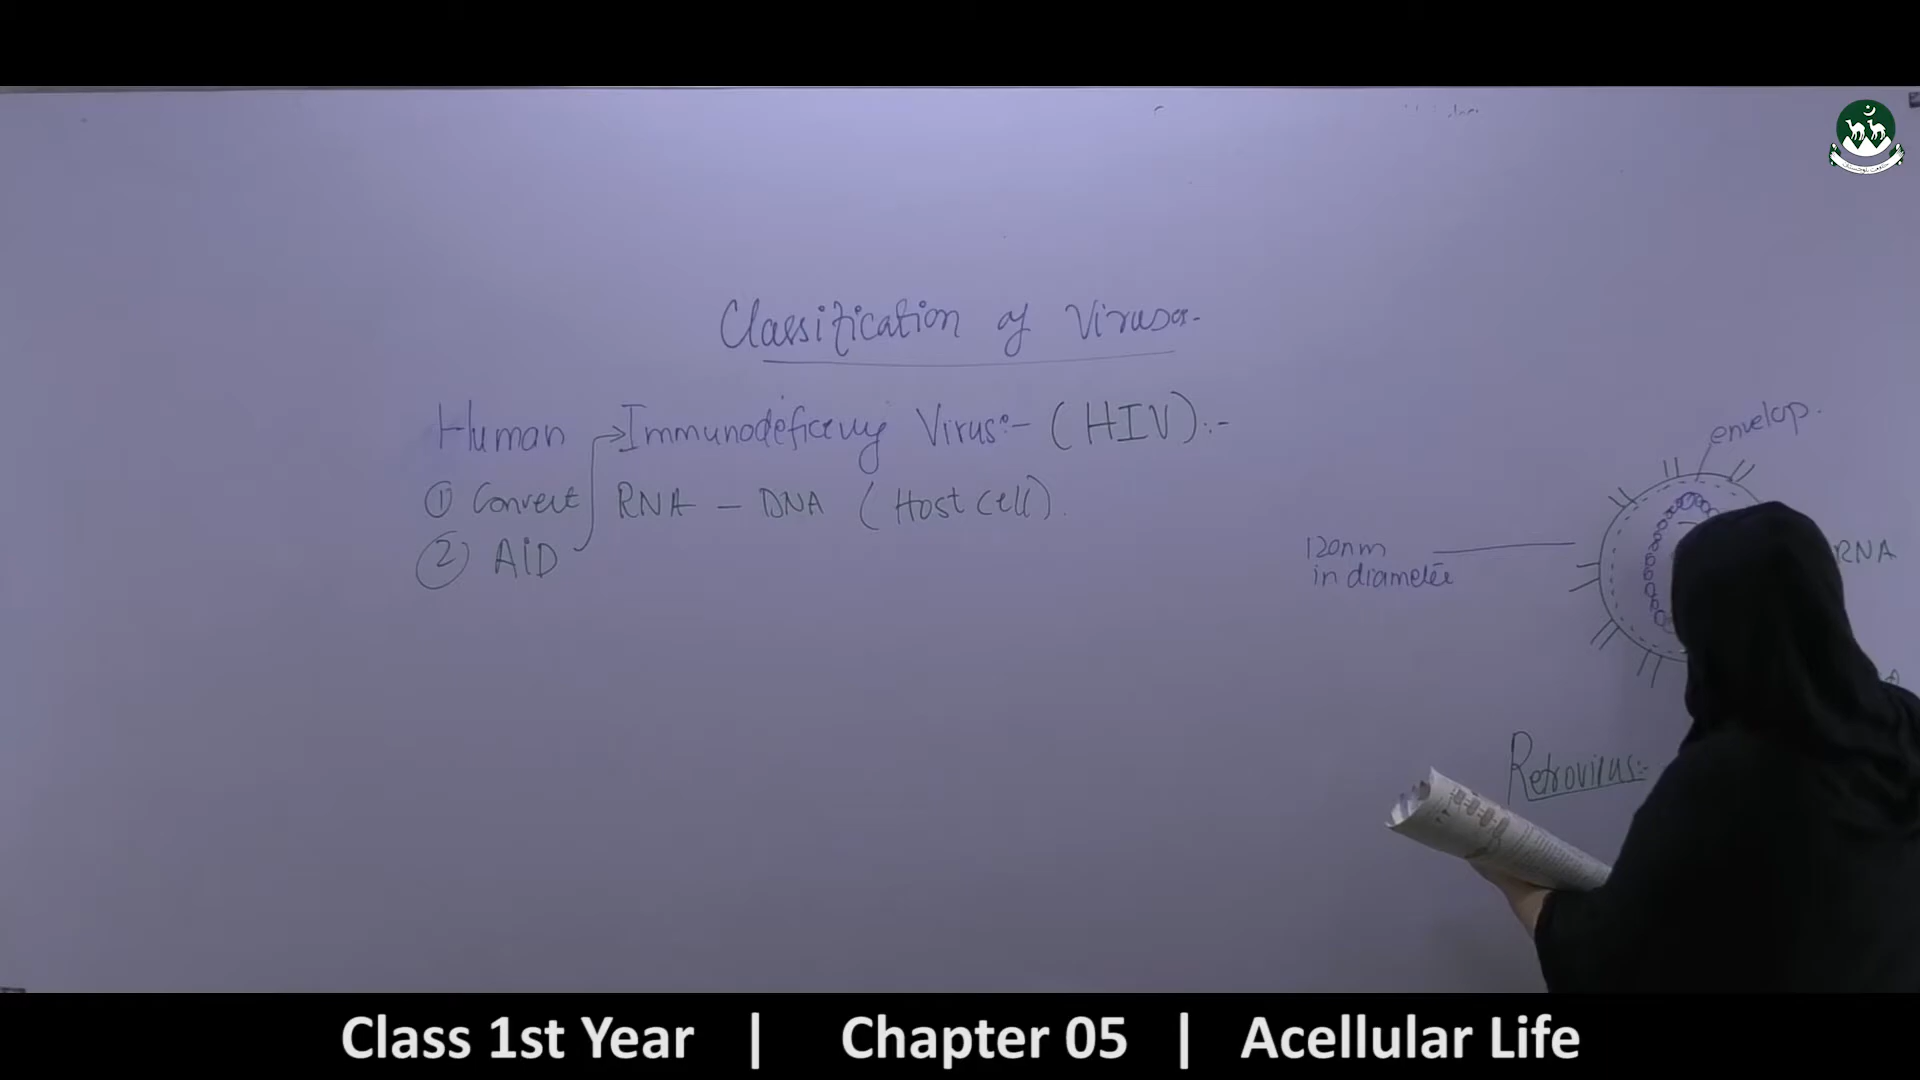 Classification of Viruses:-
Human Immunodeficency Virus:- (HIV):-
① Convert RNA - DNA (Host cell).
② AID
envelop.
120nm
in diameter
RNA
Retrovirus:-
Class 1st Year | Chapter 05 | Acellular Life